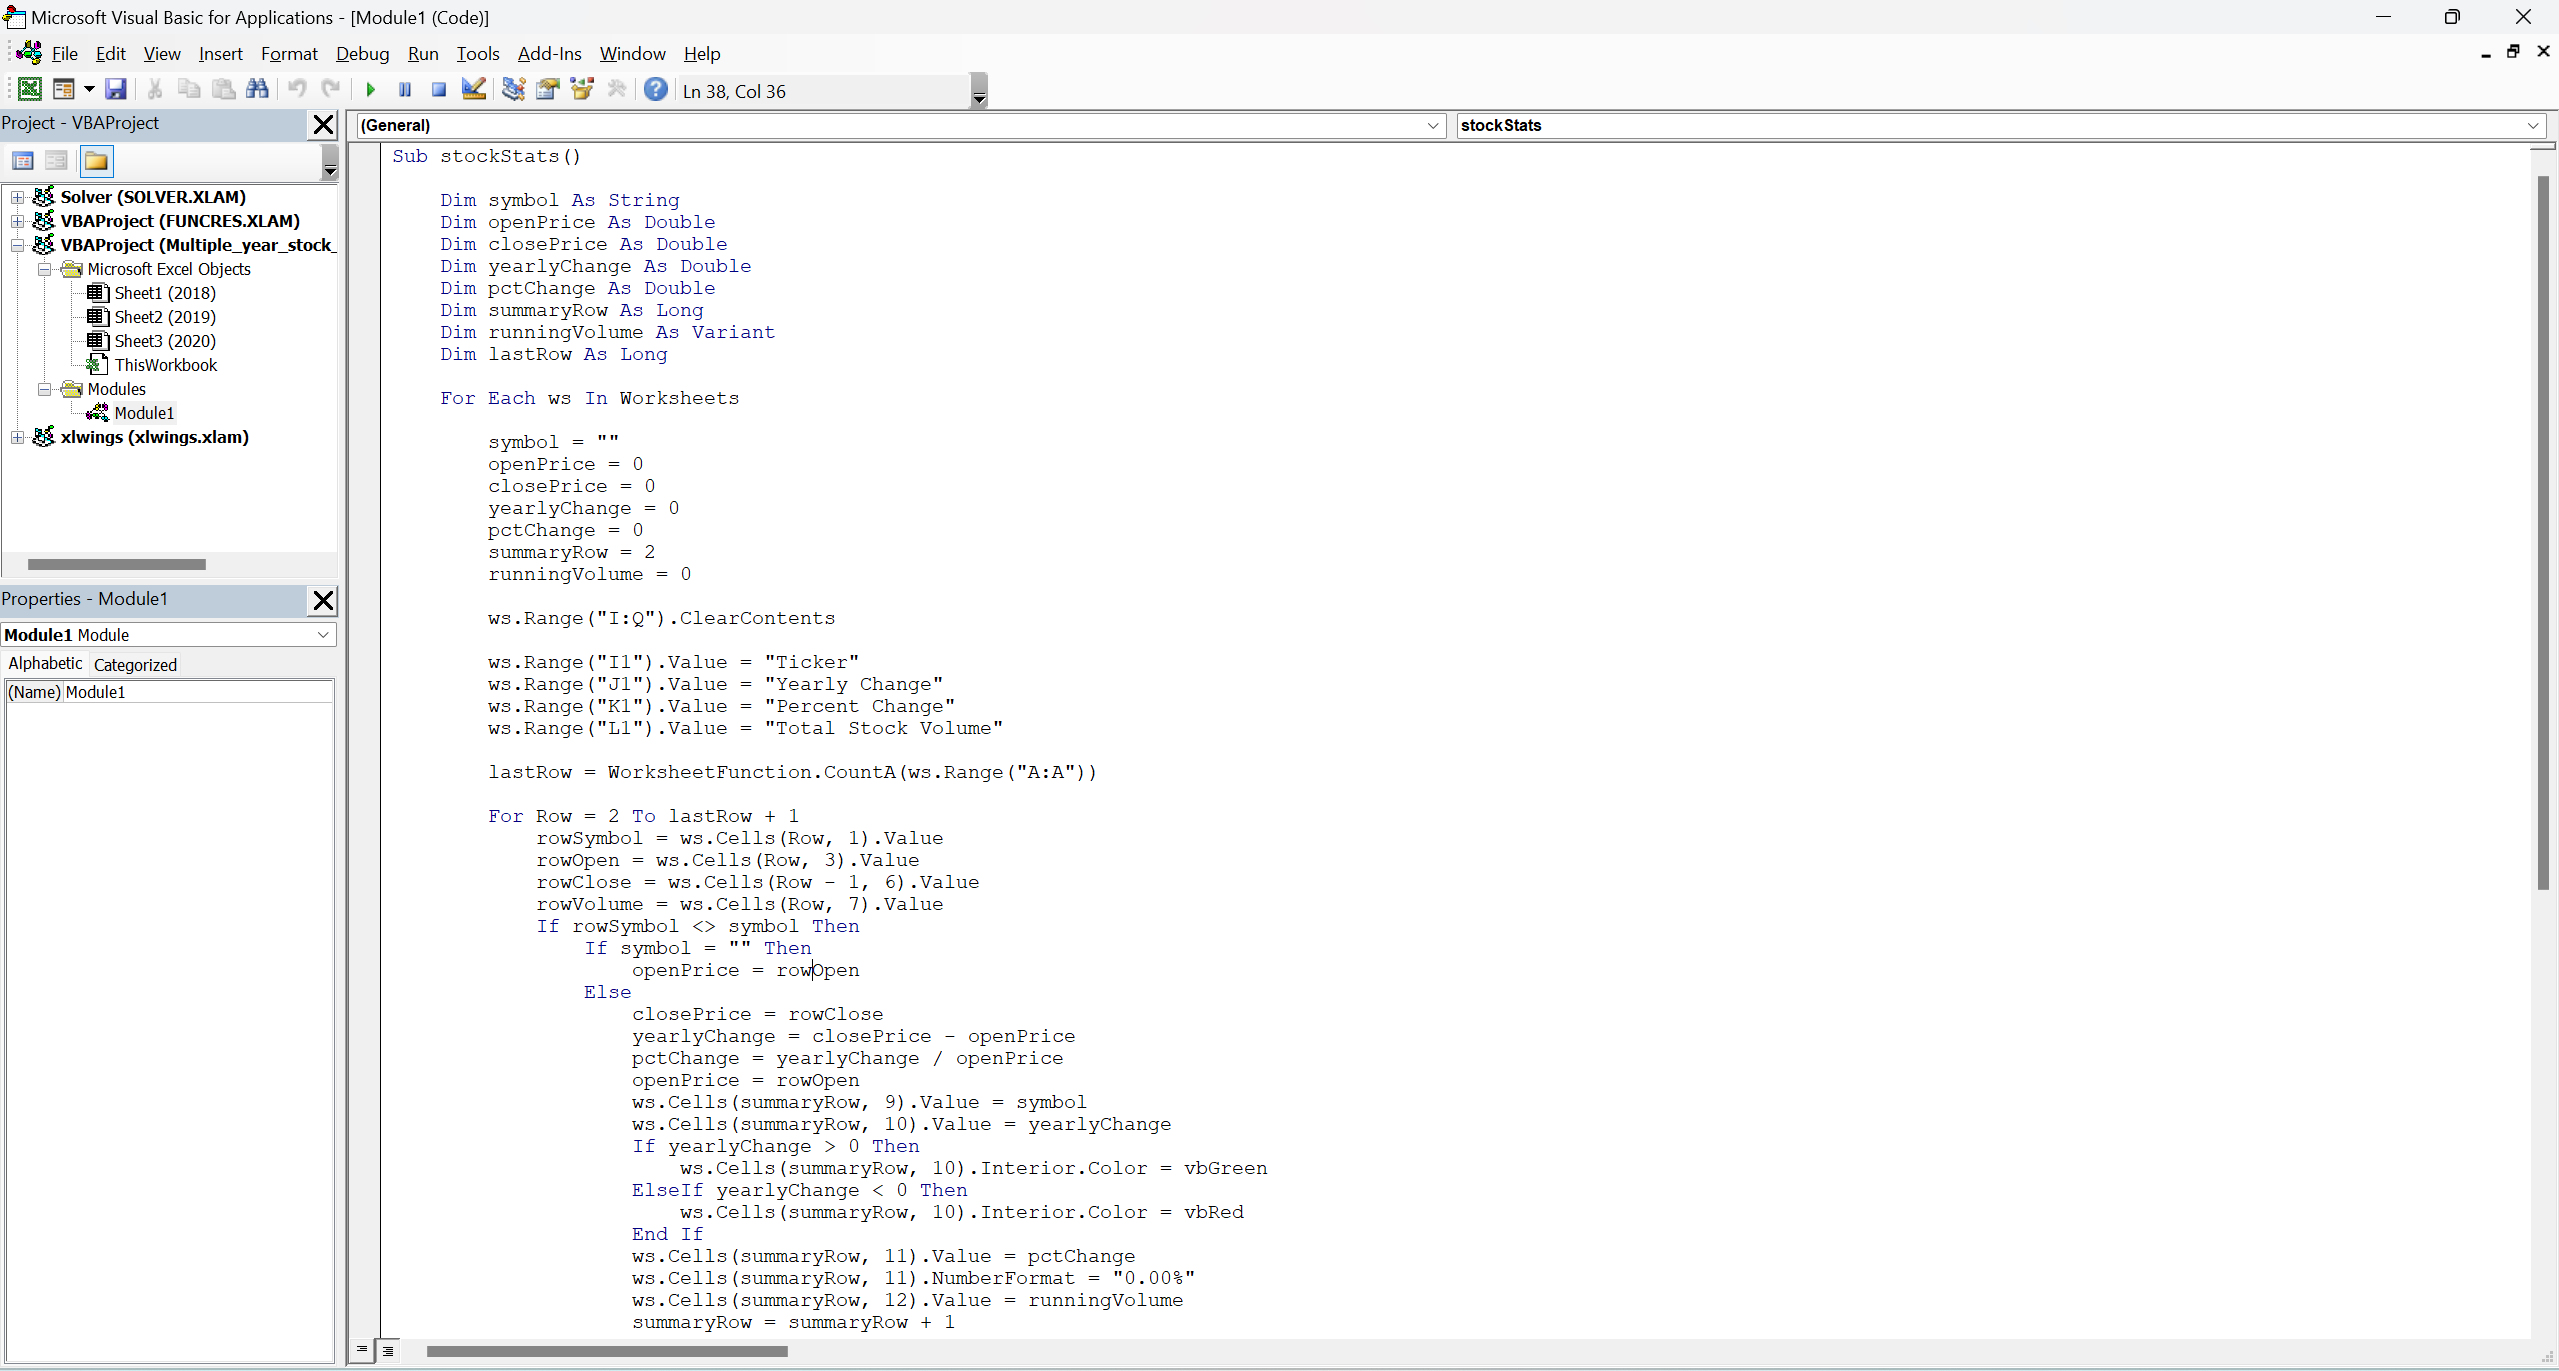 Microsoft Visual Basic for Applications - [Module1 (Code)]
File Edit View Insert Format Debug Run Tools Add-Ins Window Help
Ln 38, Col 36
Project - VBAProject
Solver (SOLVER.XLAM)
VBAProject (FUNCRES.XLAM)
VBAProject (Multiple_year_stock_
Microsoft Excel Objects
Sheet1 (2018)
Sheet2 (2019)
Sheet3 (2020)
ThisWorkbook
Modules
Module1
xlwings (xlwings.xlam)
Properties - Module1
Module1 Module
Alphabetic Categorized
(Name) Module1
(General) stockStats
Sub stockStats()
Dim symbol As String
Dim openPrice As Double
Dim closePrice As Double
Dim yearlyChange As Double
Dim pctChange As Double
Dim summaryRow As Long
Dim runningVolume As Variant
Dim lastRow As Long
For Each ws In Worksheets
symbol = ""
openPrice = 0
closePrice = 0
yearlyChange = 0
pctChange = 0
summaryRow = 2
runningVolume = 0
ws.Range("I:Q").ClearContents
ws.Range("I1").Value = "Ticker"
ws.Range("J1").Value = "Yearly Change"
ws.Range("K1").Value = "Percent Change"
ws.Range("L1").Value = "Total Stock Volume"
lastRow = WorksheetFunction.CountA(ws.Range("A:A"))
For Row = 2 To lastRow + 1
rowSymbol = ws.Cells(Row, 1).Value
rowOpen = ws.Cells(Row, 3).Value
rowClose = ws.Cells(Row - 1, 6).Value
rowVolume = ws.Cells(Row, 7).Value
If rowSymbol <> symbol Then
If symbol = "" Then
openPrice = rowOpen
Else
closePrice = rowClose
yearlyChange = closePrice - openPrice
pctChange = yearlyChange / openPrice
openPrice = rowOpen
ws.Cells(summaryRow, 9).Value = symbol
ws.Cells(summaryRow, 10).Value = yearlyChange
If yearlyChange > 0 Then
ws.Cells(summaryRow, 10).Interior.Color = vbGreen
ElseIf yearlyChange < 0 Then
ws.Cells(summaryRow, 10).Interior.Color = vbRed
End If
ws.Cells(summaryRow, 11).Value = pctChange
ws.Cells(summaryRow, 11).NumberFormat = "0.00%"
ws.Cells(summaryRow, 12).Value = runningVolume
summaryRow = summaryRow + 1